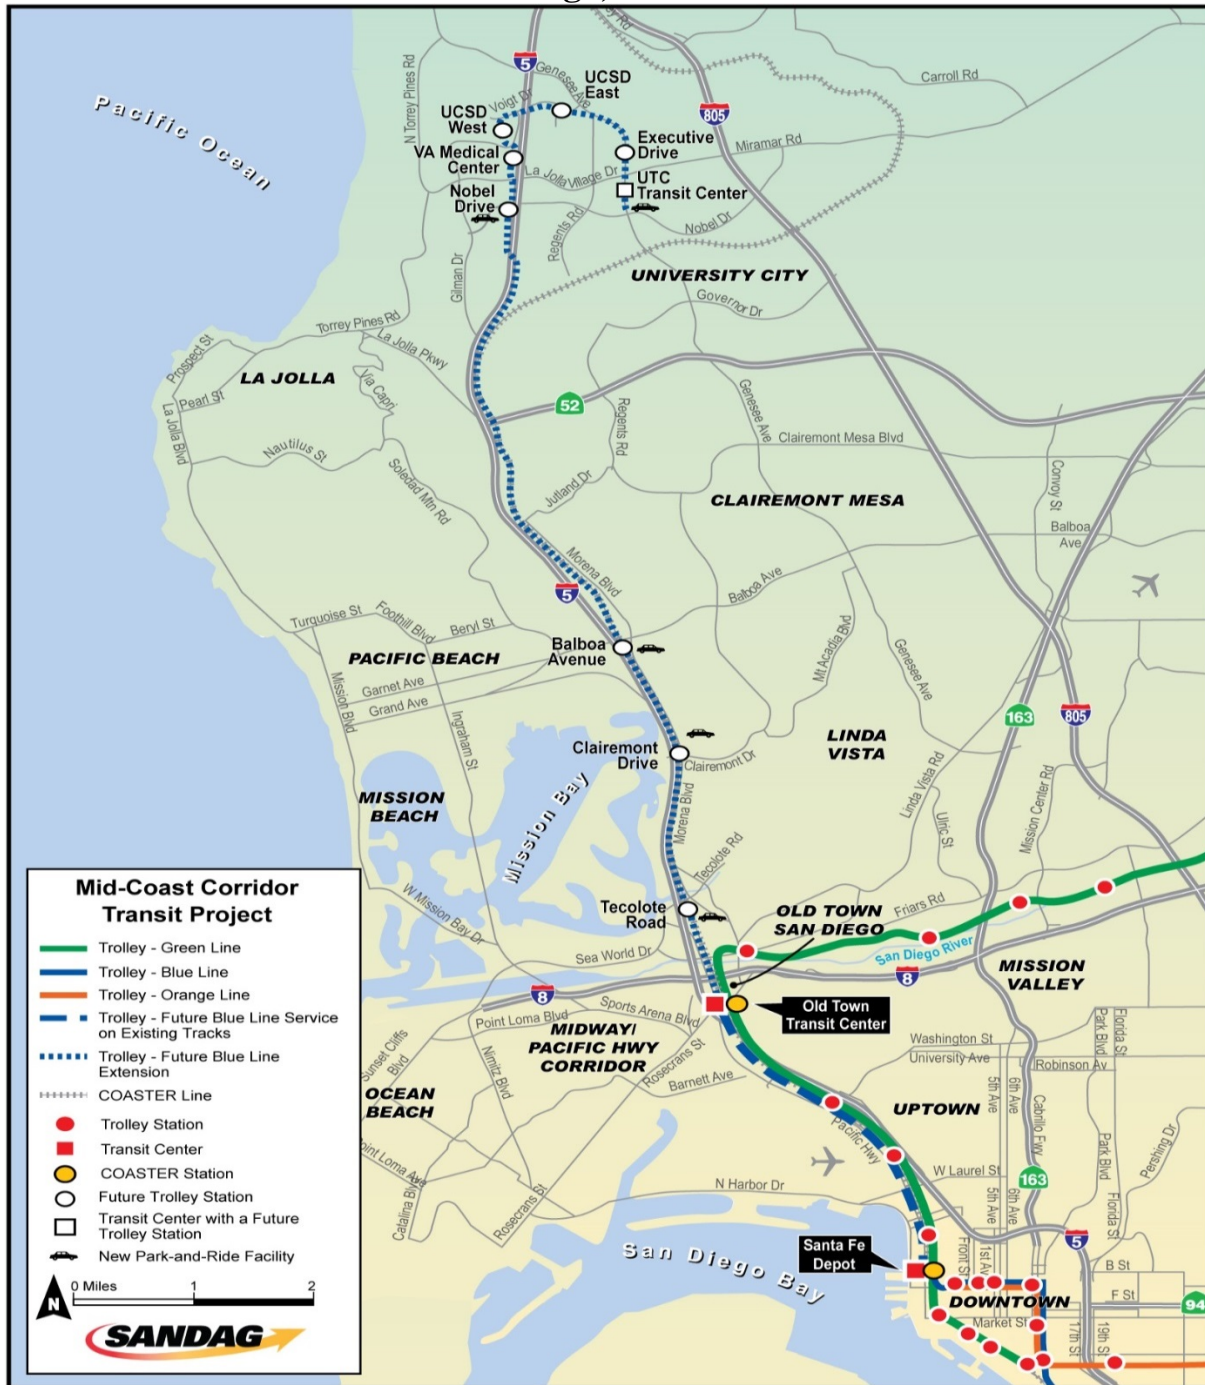 Carroll Rd
Genesee Ave
5
UCSD
East
Voigt Dr
N Torrey Pines Rd
805
UCSD
West
Pacific Ocean
Executive
Drive
Miramar Rd
VA Medical
Center
La Jolla Village Dr
UTC
Transit Center
Nobel
Drive
Regents Rd
Nobel Dr
Gilman Dr
UNIVERSITY CITY
Governor Dr
Torrey Pines Rd
La Jolla Pkwy
Prospect St
LA JOLLA
Via Capri
Pearl St
52
Regents Rd
Genesee Ave
La Jolla Blvd
Nautilus St
Clairemont Mesa Blvd
Soledad Mtn Rd
Jutland Dr
Convoy St
CLAIREMONT MESA
Balboa
Ave
Morena Blvd
Balboa Ave
5
Turquoise St
Foothill Blvd
Beryl St
Mt Acadia Blvd
Genesee Ave
Balboa
Avenue
PACIFIC BEACH
Garnet Ave
Grand Ave
Mission Blvd
Ingraham St
163
805
LINDA
VISTA
Clairemont
Drive
Clairemont Dr
Linda Vista Rd
Mission Center Rd
MISSION
BEACH
Mission Bay
Morena Blvd
Ulric St
Tecolote Rd
W Mission Bay Dr
Tecolote
Road
OLD TOWN
SAN DIEGO
Friars Rd
Sea World Dr
San Diego River
8
MISSION
VALLEY
8
Sports Arena Blvd
Old Town
Transit Center
Point Loma Blvd
MIDWAY/
PACIFIC HWY
CORRIDOR
Rosecrans St
Washington St
University Ave
Robinson Av
Park Blvd
Florida St
Sunset Cliffs
Blvd
Nimitz Blvd
Barnett Ave
5th Ave
6th Ave
Cabrillo Fwy
OCEAN
BEACH
UPTOWN
Pacific Hwy
Park Blvd
Pershing Dr
Point Loma Ave
W Laurel St
163
N Harbor Dr
Catalina Blvd
Rosecrans St
5th Ave
6th Ave
Florida St
San Diego Bay
Santa Fe
Depot
Front St
1st Av
5
B St
F St
94
DOWNTOWN
Market St
17th St
19th St
Mid-Coast Corridor
Transit Project
Trolley - Green Line
Trolley - Blue Line
Trolley - Orange Line
Trolley - Future Blue Line Service
on Existing Tracks
Trolley - Future Blue Line
Extension
COASTER Line
Trolley Station
Transit Center
COASTER Station
Future Trolley Station
Transit Center with a Future
Trolley Station
New Park-and-Ride Facility
0 Miles 1 2
N
SANDAG